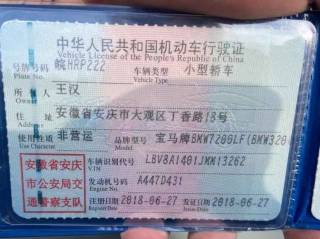 中华人民共和国机动车行驶证
Vehicle License of the People's Republic of China
号牌号码 皖HRP222 车辆类型 小型轿车
Plate No. Vehicle Type
所有人 王汉
Owner
住址 安徽省安庆市大观区丁香路18号
Address
使用性质 非营运 品牌型号 宝马牌BMW7200LF(BMW320
Use Character Model
安徽省安庆市公安局交通警察支队
车辆识别代号 LBV8A1401JMM13262
VIN
发动机号码 A447D431
Engine No.
注册日期 2018-06-27 发证日期 2018-06-27
Register Date Issue Date